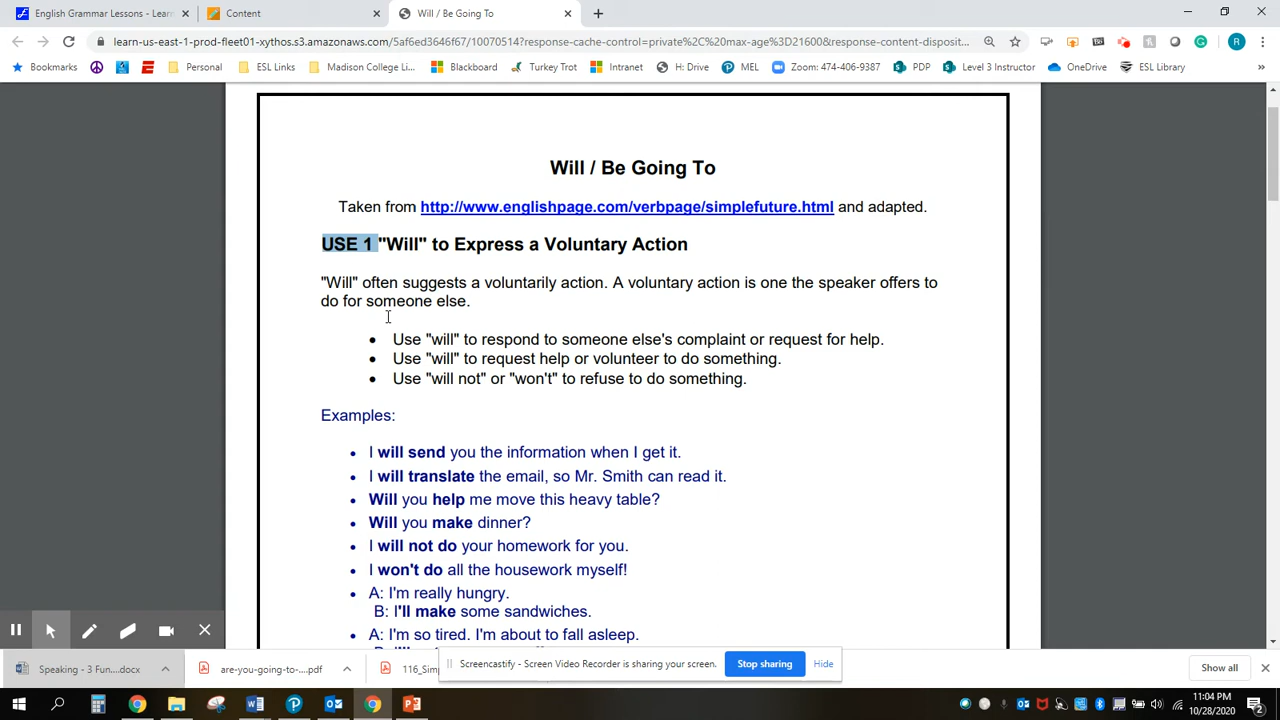 English Grammar Lessons - Learn
Content
Will / Be Going To
learn-us-east-1-prod-fleet01-xythos.s3.amazonaws.com/5af6ed3646f67/10070514?response-cache-control=private%2C%20max-age%3D21600&response-content-disposit...
R
Bookmarks
Personal
ESL Links
Madison College Li...
Blackboard
Turkey Trot
Intranet
H: Drive
MEL
Zoom: 474-406-9387
PDP
Level 3 Instructor
OneDrive
ESL Library
»
Will / Be Going To
Taken from http://www.englishpage.com/verbpage/simplefuture.html and adapted.
USE 1 "Will" to Express a Voluntary Action
"Will" often suggests a voluntarily action. A voluntary action is one the speaker offers to
do for someone else.
• Use "will" to respond to someone else's complaint or request for help.
• Use "will" to request help or volunteer to do something.
• Use "will not" or "won't" to refuse to do something.
Examples:
• I will send you the information when I get it.
• I will translate the email, so Mr. Smith can read it.
• Will you help me move this heavy table?
• Will you make dinner?
• I will not do your homework for you.
• I won't do all the housework myself!
• A: I'm really hungry.
B: I'll make some sandwiches.
• A: I'm so tired. I'm about to fall asleep.
Speaking - 3 Fun....docx
are-you-going-to-....pdf
116_Sim
Screencastify - Screen Video Recorder is sharing your screen.
Stop sharing
Hide
Show all
11:04 PM
10/28/2020
2